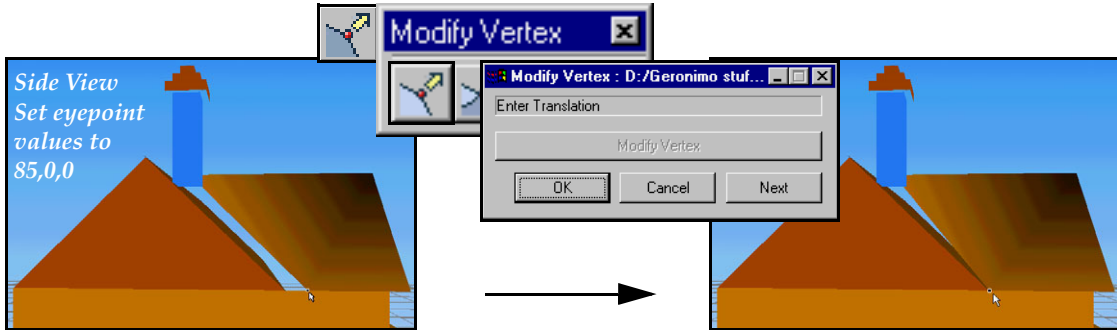 Modify Vertex
Side View
Set eyepoint
values to
85,0,0
Modify Vertex : D:/Geronimo stuf...
Enter Translation
Modify Vertex
OK
Cancel
Next